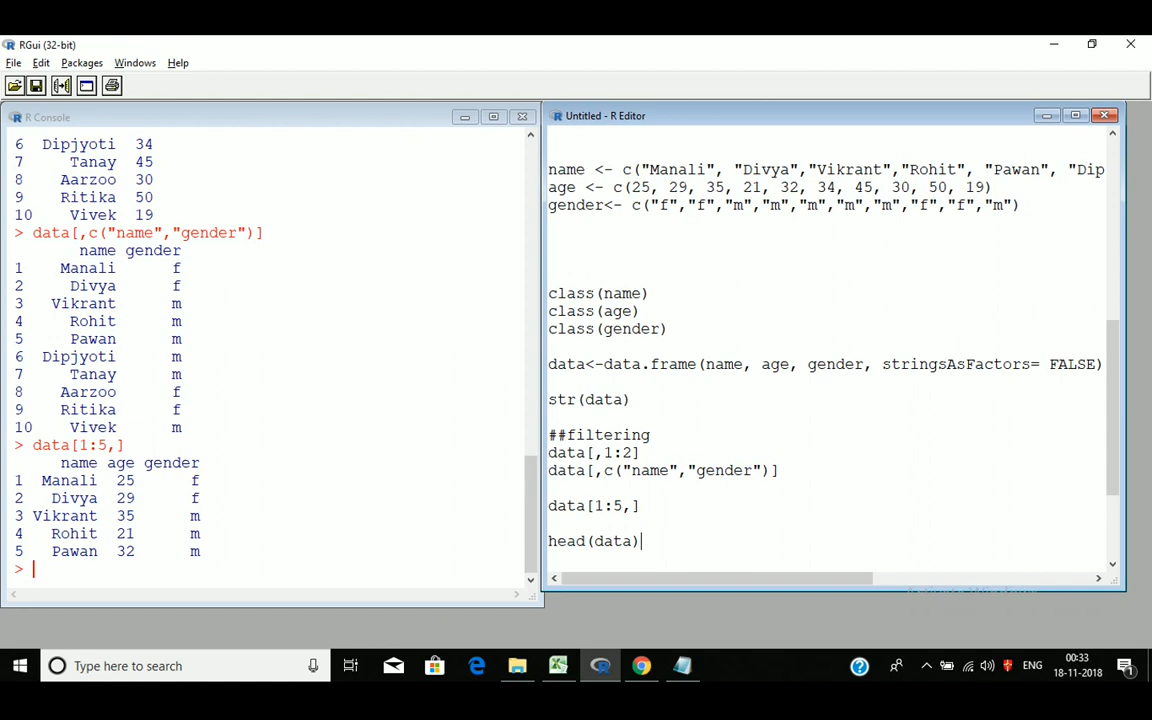 RGui (32-bit)
File Edit Packages Windows Help
R Console
6 Dipjyoti 34
7 Tanay 45
8 Aarzoo 30
9 Ritika 50
10 Vivek 19
> data[,c("name","gender")]
name gender
1 Manali f
2 Divya f
3 Vikrant m
4 Rohit m
5 Pawan m
6 Dipjyoti m
7 Tanay m
8 Aarzoo f
9 Ritika f
10 Vivek m
> data[1:5,]
name age gender
1 Manali 25 f
2 Divya 29 f
3 Vikrant 35 m
4 Rohit 21 m
5 Pawan 32 m
>
Untitled - R Editor
name <- c("Manali", "Divya","Vikrant","Rohit", "Pawan", "Dip
age <- c(25, 29, 35, 21, 32, 34, 45, 30, 50, 19)
gender<- c("f","f","m","m","m","m","m","f","f","m")
class(name)
class(age)
class(gender)
data<-data.frame(name, age, gender, stringsAsFactors= FALSE)
str(data)
##filtering
data[,1:2]
data[,c("name","gender")]
data[1:5,]
head(data)
Type here to search
ENG
00:33
18-11-2018
1